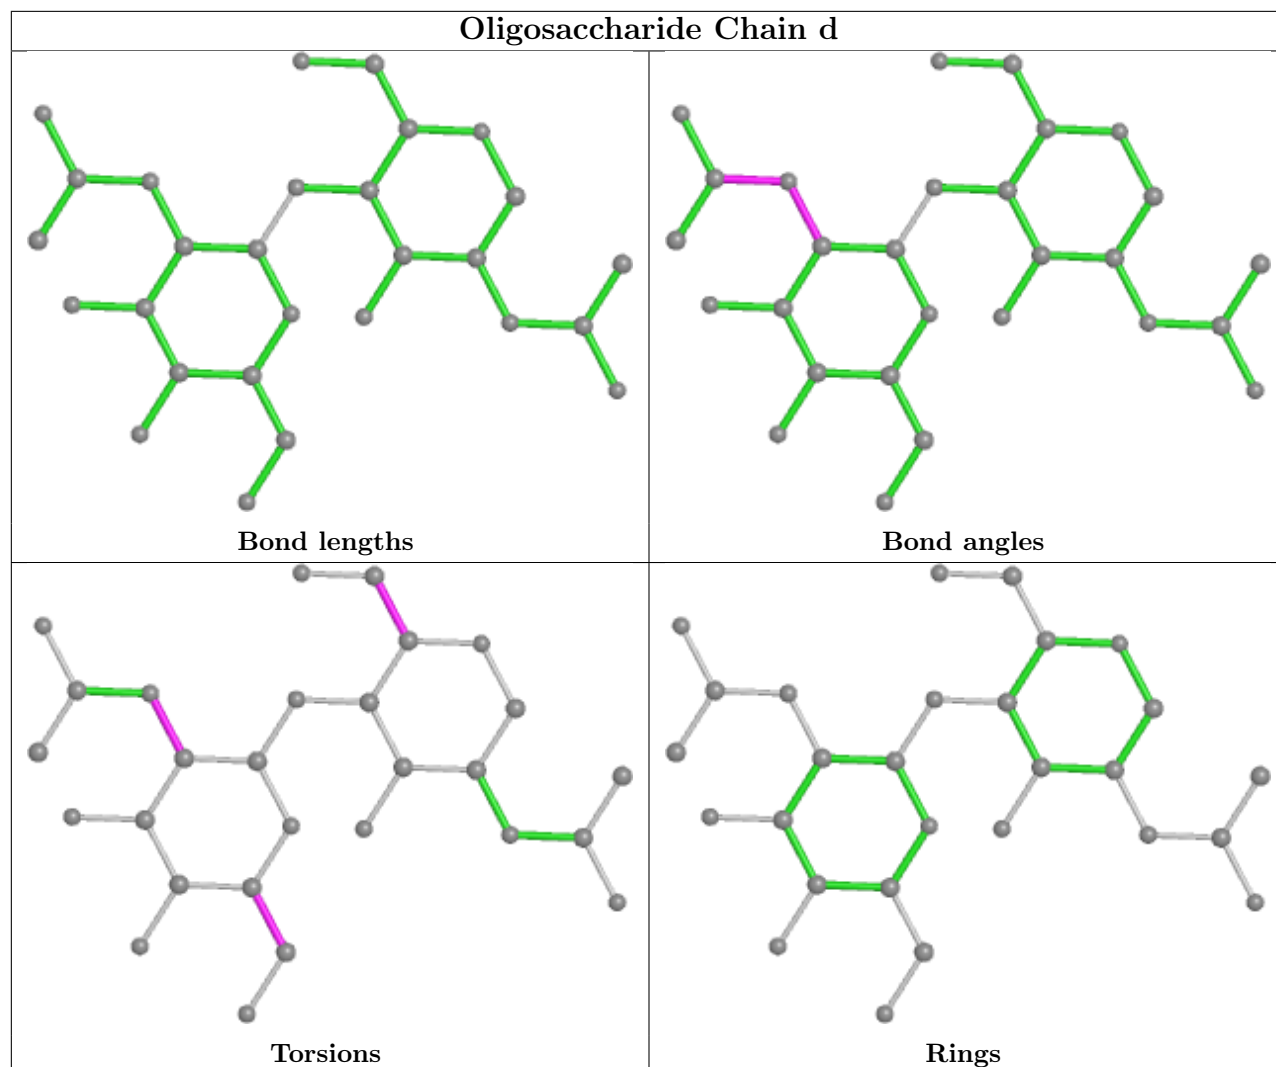 Oligosaccharide Chain d
Bond lengths
Bond angles
Torsions
Rings